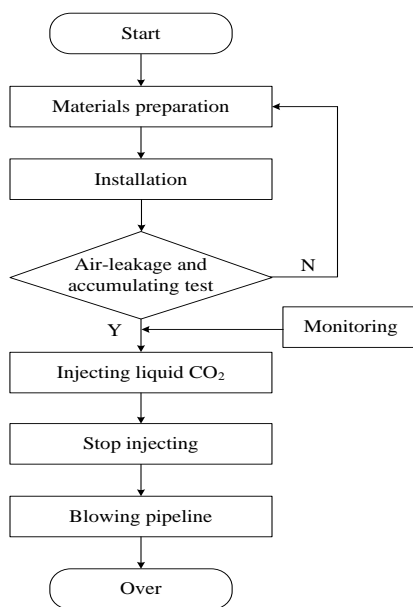 Start
Materials preparation
Installation
Air-leakage and
accumulating test
N
Y
Monitoring
Injecting liquid CO₂
Stop injecting
Blowing pipeline
Over